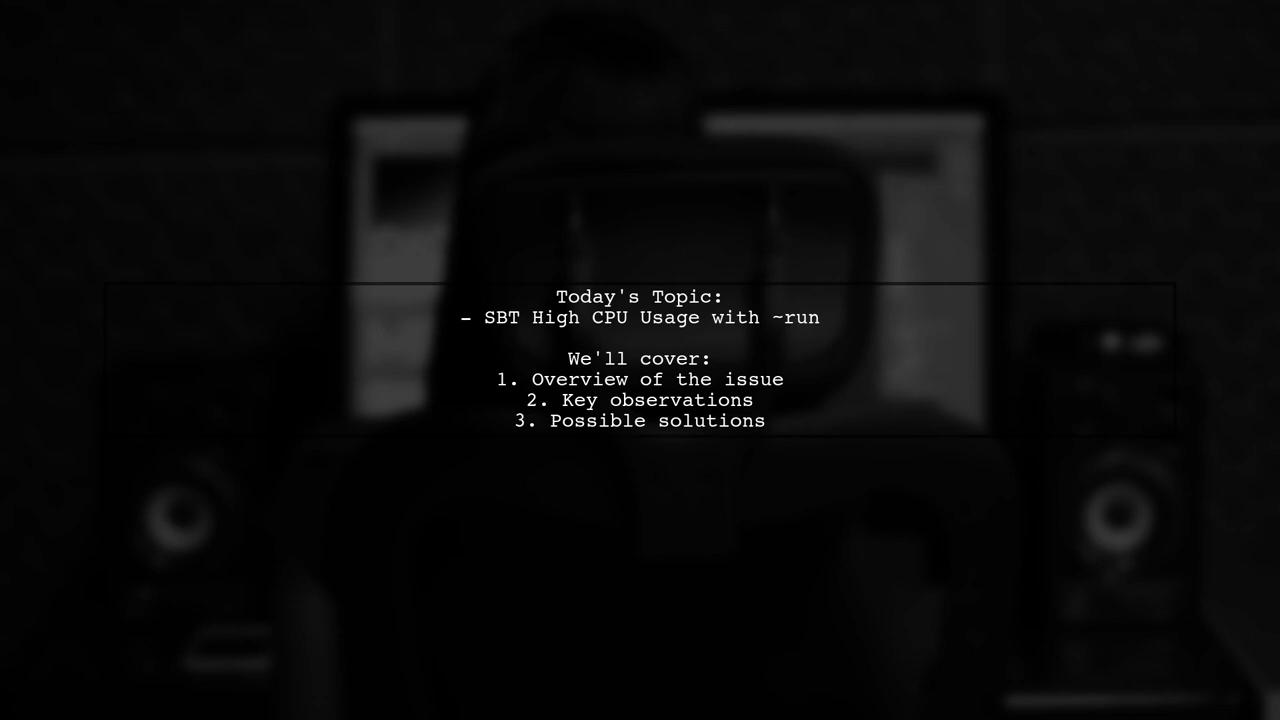 Today's Topic:
- SBT High CPU Usage with ~run
We'll cover:
1. Overview of the issue
2. Key observations
3. Possible solutions